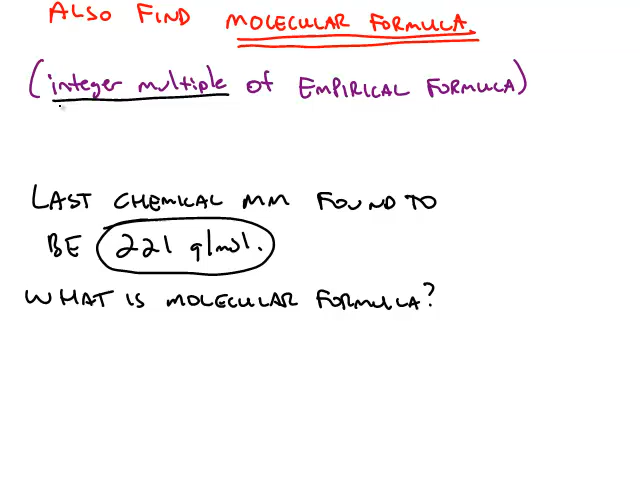 ALSO FIND MOLECULAR FORMULA.
(integer multiple of EMPIRICAL FORMULA)
LAST CHEMICAL MM FOUND TO
BE 221 g/mol.
WHAT IS MOLECULAR FORMULA?